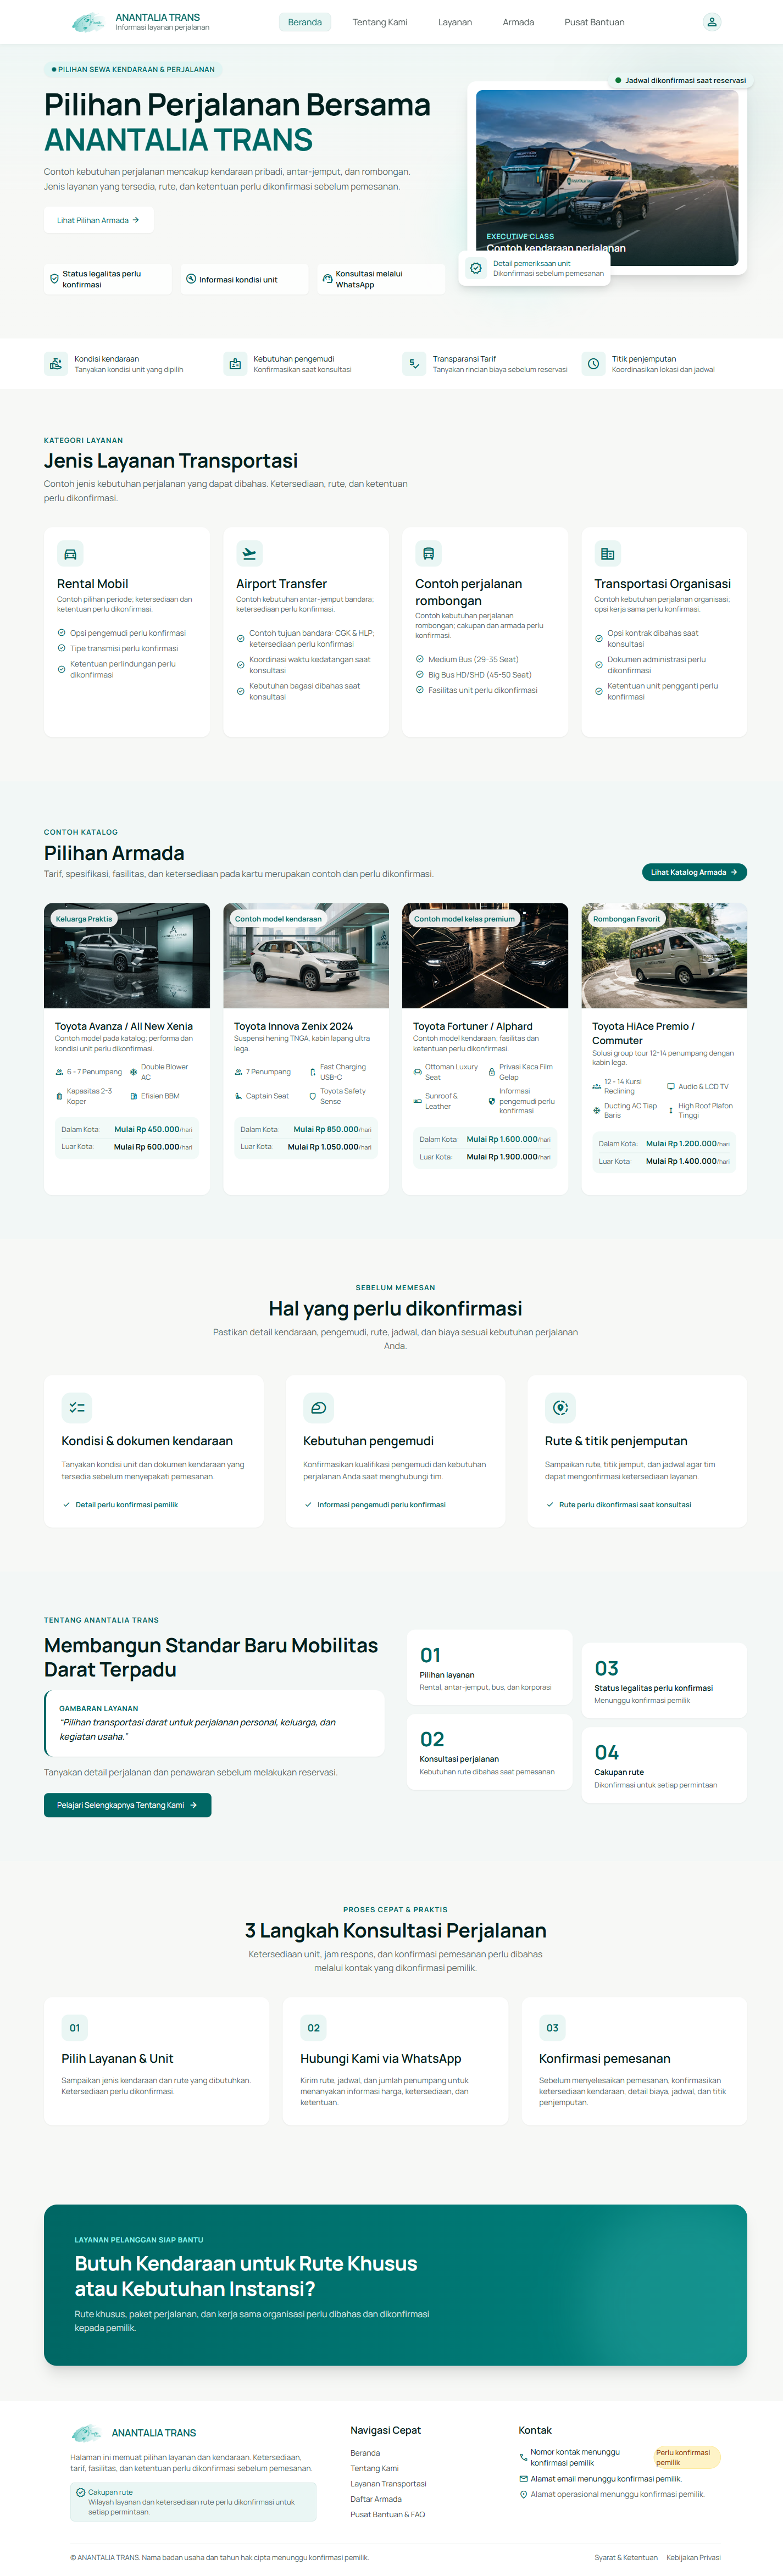 ANANTALIA TRANS
Informasi layanan perjalanan
Beranda
Tentang Kami
Layanan
Armada
Pusat Bantuan
PILIHAN SEWA KENDARAAN & PERJALANAN
Pilihan Perjalanan Bersama
ANANTALIA TRANS
Contoh kebutuhan perjalanan mencakup kendaraan pribadi, antar-jemput, dan rombongan.
Jenis layanan yang tersedia, rute, dan ketentuan perlu dikonfirmasi sebelum pemesanan.
Lihat Pilihan Armada →
Status legalitas perlu
konfirmasi
Informasi kondisi unit
Konsultasi melalui
WhatsApp
Jadwal dikonfirmasi saat reservasi
EXECUTIVE CLASS
Contoh kendaraan perjalanan
Detail pemeriksaan unit
Dikonfirmasi sebelum pemesanan
Kondisi kendaraan
Tanyakan kondisi unit yang dipilih
Kebutuhan pengemudi
Konfirmasikan saat konsultasi
Transparansi Tarif
Tanyakan rincian biaya sebelum reservasi
Titik penjemputan
Koordinasikan lokasi dan jadwal
KATEGORI LAYANAN
Jenis Layanan Transportasi
Contoh jenis kebutuhan perjalanan yang dapat dibahas. Ketersediaan, rute, dan ketentuan
perlu dikonfirmasi.
Rental Mobil
Contoh pilihan periode; ketersediaan dan
ketentuan perlu dikonfirmasi.
Opsi pengemudi perlu konfirmasi
Tipe transmisi perlu konfirmasi
Ketentuan perlindungan perlu
dikonfirmasi
Airport Transfer
Contoh kebutuhan antar-jemput bandara;
ketersediaan perlu konfirmasi.
Contoh tujuan bandara: CGK & HLP;
ketersediaan perlu konfirmasi
Koordinasi waktu kedatangan saat
konsultasi
Kebutuhan bagasi dibahas saat
konsultasi
Contoh perjalanan
rombongan
Contoh kebutuhan perjalanan
rombongan; cakupan dan armada perlu
konfirmasi.
Medium Bus (29-35 Seat)
Big Bus HD/SHD (45-50 Seat)
Fasilitas unit perlu dikonfirmasi
Transportasi Organisasi
Contoh kebutuhan perjalanan organisasi;
opsi kerja sama perlu konfirmasi.
Opsi kontrak dibahas saat
konsultasi
Dokumen administrasi perlu
dikonfirmasi
Ketentuan unit pengganti perlu
konfirmasi
CONTOH KATALOG
Pilihan Armada
Tarif, spesifikasi, fasilitas, dan ketersediaan pada kartu merupakan contoh dan perlu dikonfirmasi.
Lihat Katalog Armada →
Keluarga Praktis
Toyota Avanza / All New Xenia
Contoh model pada katalog; performa dan
kondisi unit perlu dikonfirmasi.
6 - 7 Penumpang
Double Blower
AC
Kapasitas 2-3
Koper
Efisien BBM
Dalam Kota: Mulai Rp 450.000/hari
Luar Kota: Mulai Rp 600.000/hari
Contoh model kendaraan
Toyota Innova Zenix 2024
Suspensi hening TNGA, kabin lapang ultra
lega.
7 Penumpang
Fast Charging
USB-C
Captain Seat
Toyota Safety
Sense
Dalam Kota: Mulai Rp 850.000/hari
Luar Kota: Mulai Rp 1.050.000/hari
Contoh model kelas premium
Toyota Fortuner / Alphard
Contoh model kendaraan; fasilitas dan
ketentuan perlu dikonfirmasi.
Ottoman Luxury
Seat
Privasi Kaca Film
Gelap
Sunroof &
Leather
Informasi
pengemudi perlu
konfirmasi
Dalam Kota: Mulai Rp 1.600.000/hari
Luar Kota: Mulai Rp 1.900.000/hari
Rombongan Favorit
Toyota HiAce Premio /
Commuter
Solusi group tour 12-14 penumpang dengan
kabin lega.
12 - 14 Kursi
Reclining
Audio & LCD TV
Ducting AC Tiap
Baris
High Roof Plafon
Tinggi
Dalam Kota: Mulai Rp 1.200.000/hari
Luar Kota: Mulai Rp 1.400.000/hari
SEBELUM MEMESAN
Hal yang perlu dikonfirmasi
Pastikan detail kendaraan, pengemudi, rute, jadwal, dan biaya sesuai kebutuhan perjalanan
Anda.
Kondisi & dokumen kendaraan
Tanyakan kondisi unit dan dokumen kendaraan yang
tersedia sebelum menyepakati pemesanan.
Detail perlu konfirmasi pemilik
Kebutuhan pengemudi
Konfirmasikan kualifikasi pengemudi dan kebutuhan
perjalanan Anda saat menghubungi tim.
Informasi pengemudi perlu konfirmasi
Rute & titik penjemputan
Sampaikan rute, titik jemput, dan jadwal agar tim
dapat mengonfirmasi ketersediaan layanan.
Rute perlu dikonfirmasi saat konsultasi
TENTANG ANANTALIA TRANS
Membangun Standar Baru Mobilitas
Darat Terpadu
GAMBARAN LAYANAN
“Pilihan transportasi darat untuk perjalanan personal, keluarga, dan
kegiatan usaha.”
Tanyakan detail perjalanan dan penawaran sebelum melakukan reservasi.
Pelajari Selengkapnya Tentang Kami →
01
Pilihan layanan
Rental, antar-jemput, bus, dan korporasi
02
Konsultasi perjalanan
Kebutuhan rute dibahas saat pemesanan
03
Status legalitas perlu konfirmasi
Menunggu konfirmasi pemilik
04
Cakupan rute
Dikonfirmasi untuk setiap permintaan
PROSES CEPAT & PRAKTIS
3 Langkah Konsultasi Perjalanan
Ketersediaan unit, jam respons, dan konfirmasi pemesanan perlu dibahas
melalui kontak yang dikonfirmasi pemilik.
01
Pilih Layanan & Unit
Sampaikan jenis kendaraan dan rute yang dibutuhkan.
Ketersediaan perlu dikonfirmasi.
02
Hubungi Kami via WhatsApp
Kirim rute, jadwal, dan jumlah penumpang untuk
menanyakan informasi harga, ketersediaan, dan
ketentuan.
03
Konfirmasi pemesanan
Sebelum menyelesaikan pemesanan, konfirmasikan
ketersediaan kendaraan, detail biaya, jadwal, dan titik
penjemputan.
LAYANAN PELANGGAN SIAP BANTU
Butuh Kendaraan untuk Rute Khusus
atau Kebutuhan Instansi?
Rute khusus, paket perjalanan, dan kerja sama organisasi perlu dibahas dan dikonfirmasi
kepada pemilik.
ANANTALIA TRANS
Halaman ini memuat pilihan layanan dan kendaraan. Ketersediaan,
tarif, fasilitas, dan ketentuan perlu dikonfirmasi sebelum pemesanan.
Cakupan rute
Wilayah layanan dan ketersediaan rute perlu dikonfirmasi untuk
setiap permintaan.
Navigasi Cepat
Beranda
Tentang Kami
Layanan Transportasi
Daftar Armada
Pusat Bantuan & FAQ
Kontak
Nomor kontak menunggu
konfirmasi pemilik
Perlu konfirmasi
pemilik
Alamat email menunggu konfirmasi pemilik.
Alamat operasional menunggu konfirmasi pemilik.
© ANANTALIA TRANS. Nama badan usaha dan tahun hak cipta menunggu konfirmasi pemilik.
Syarat & Ketentuan
Kebijakan Privasi